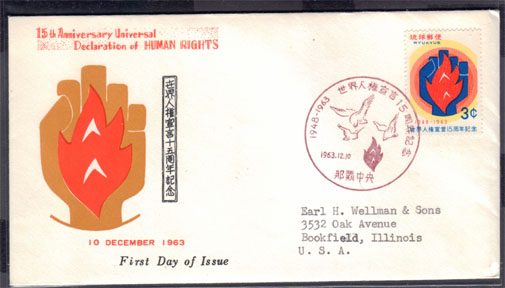 15th Anniversary Universal
Declaration of HUMAN RIGHTS
世界人権宣言十五周年記念
10 DECEMBER 1963
First Day of Issue
琉球郵便
RYUKYUS
3¢
1948-1963
世界人権宣言15周年記念
1948-1963 世界人権宣言15周年記念
1963.12.10
那覇中央
Earl H. Wellman & Sons
3532 Oak Avenue
Bookfield, Illinois
U. S. A.